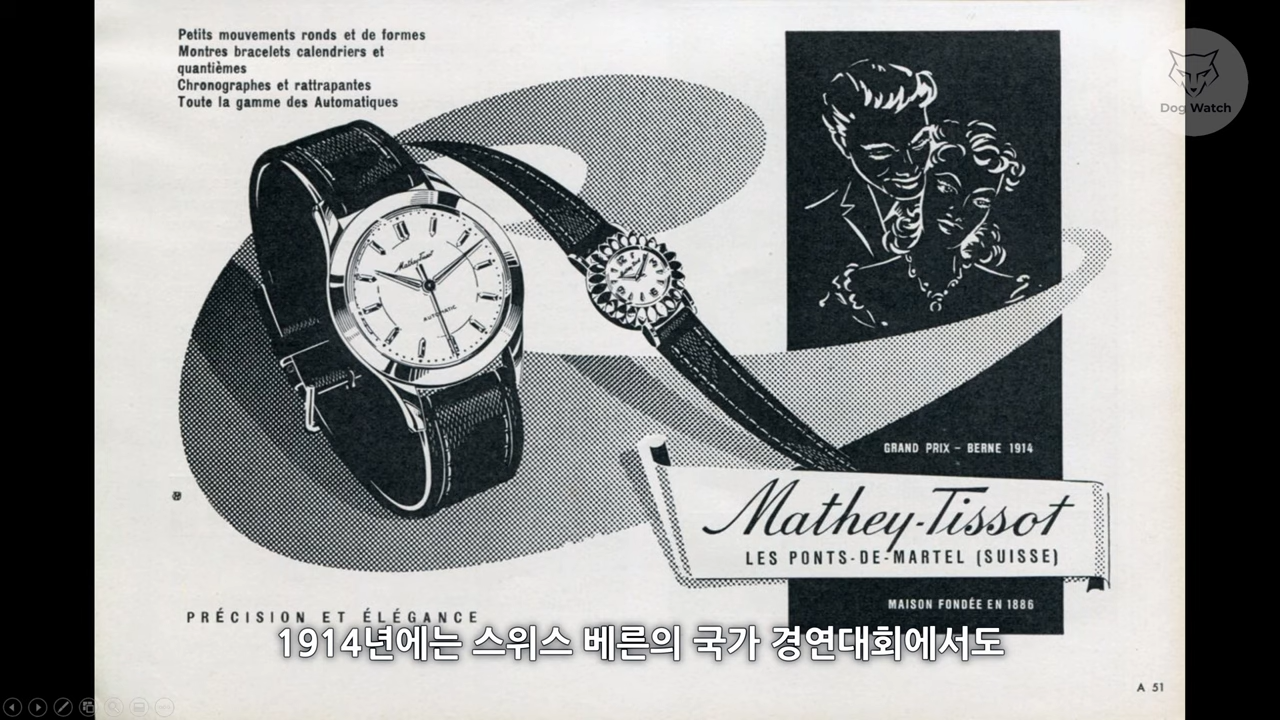 Petits mouvements ronds et de formes
Montres bracelets calendriers et
quantièmes
Chronographes et rattrapantes
Toute la gamme des Automatiques
Dog Watch
Mathey-Tissot
AUTOMATIC
GRAND PRIX – BERNE 1914
Mathey-Tissot
LES PONTS-DE-MARTEL (SUISSE)
MAISON FONDÉE EN 1886
PRÉCISION ET ÉLÉGANCE
1914년에는 스위스 베른의 국가 경연대회에서도
A 51